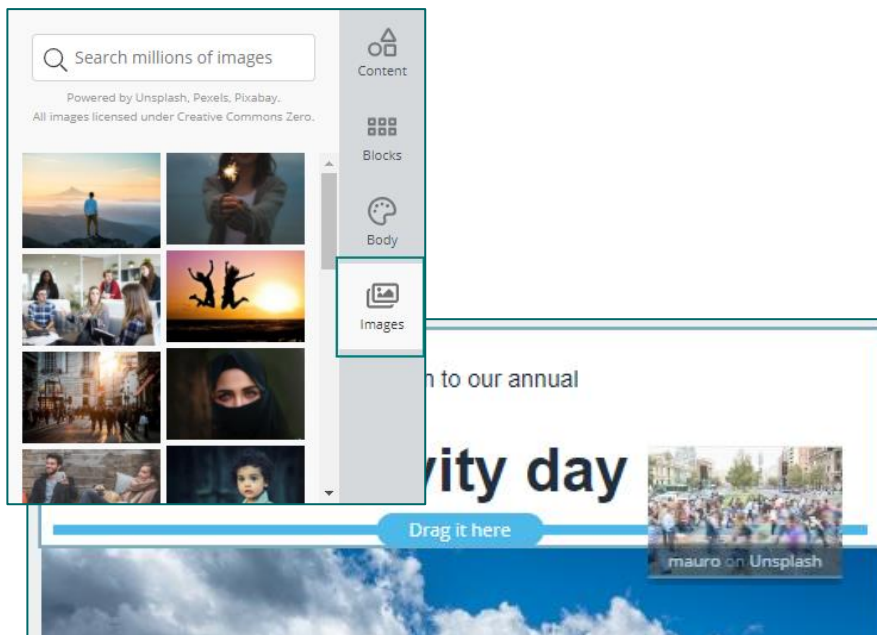 Search millions of images
Powered by Unsplash, Pexels, Pixabay.
All images licensed under Creative Commons Zero.
Content
Blocks
Body
Images
to our annual
day
Drag it here
mauro on Unsplash